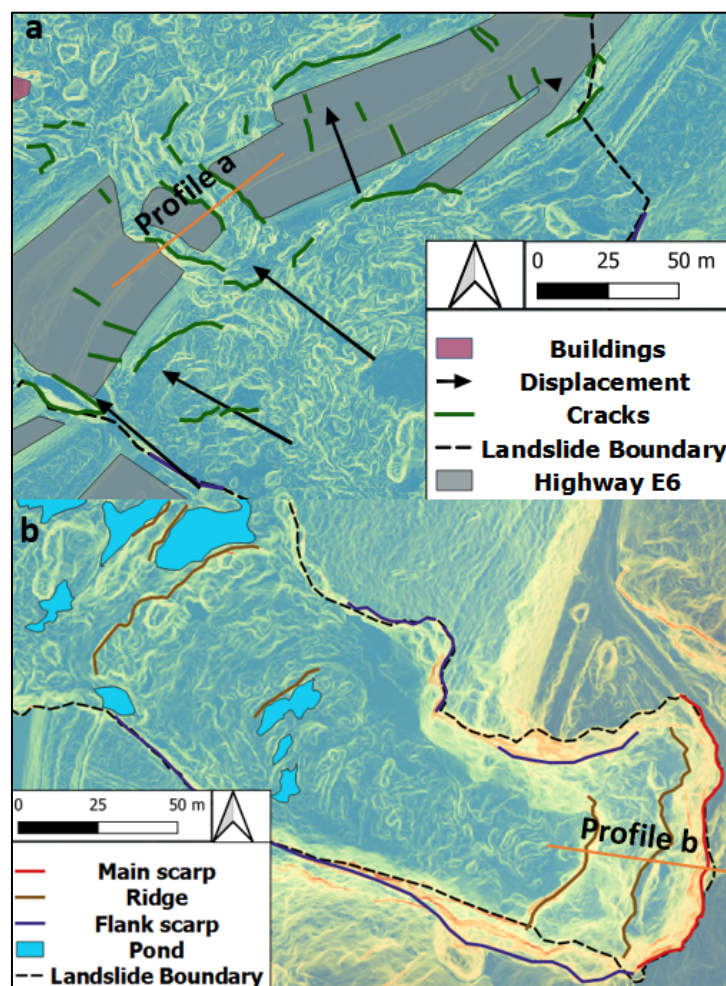 a
Profile a
0 25 50 m
Buildings
Displacement
Cracks
Landslide Boundary
Highway E6
b
Profile b
0 25 50 m
Main scarp
Ridge
Flank scarp
Pond
Landslide Boundary